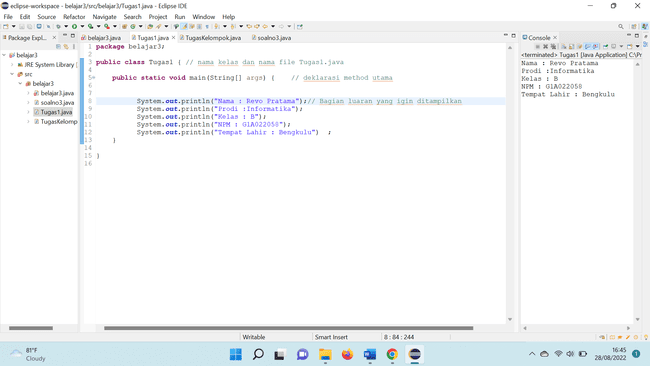 eclipse-workspace - belajar3/src/belajar3/Tugas1.java - Eclipse IDE
File Edit Source Refactor Navigate Search Project Run Window Help
Package Expl...
belajar3
JRE System Library [
src
belajar3
belajar3.java
soalno3.java
Tugas1.java
TugasKelomp
belajar3.java Tugas1.java TugasKelompok.java soalno3.java
1 package belajar3;
2
3 public class Tugas1 { // nama kelas dan nama file Tugas1.java
4
5 public static void main(String[] args) { // deklarasi method utama
6
7
8 System.out.println("Nama : Revo Pratama");// Bagian luaran yang igin ditampilkan
9 System.out.println("Prodi :Informatika");
10 System.out.println("Kelas : B");
11 System.out.println("NPM : G1A022058");
12 System.out.println("Tempat Lahir : Bengkulu") ;
13 }
14
15 }
16
Console
<terminated> Tugas1 [Java Application] C:\Pr
Nama : Revo Pratama
Prodi :Informatika
Kelas : B
NPM : G1A022058
Tempat Lahir : Bengkulu
Writable Smart Insert 8 : 84 : 244
81°F
Cloudy
16:45
28/08/2022
1